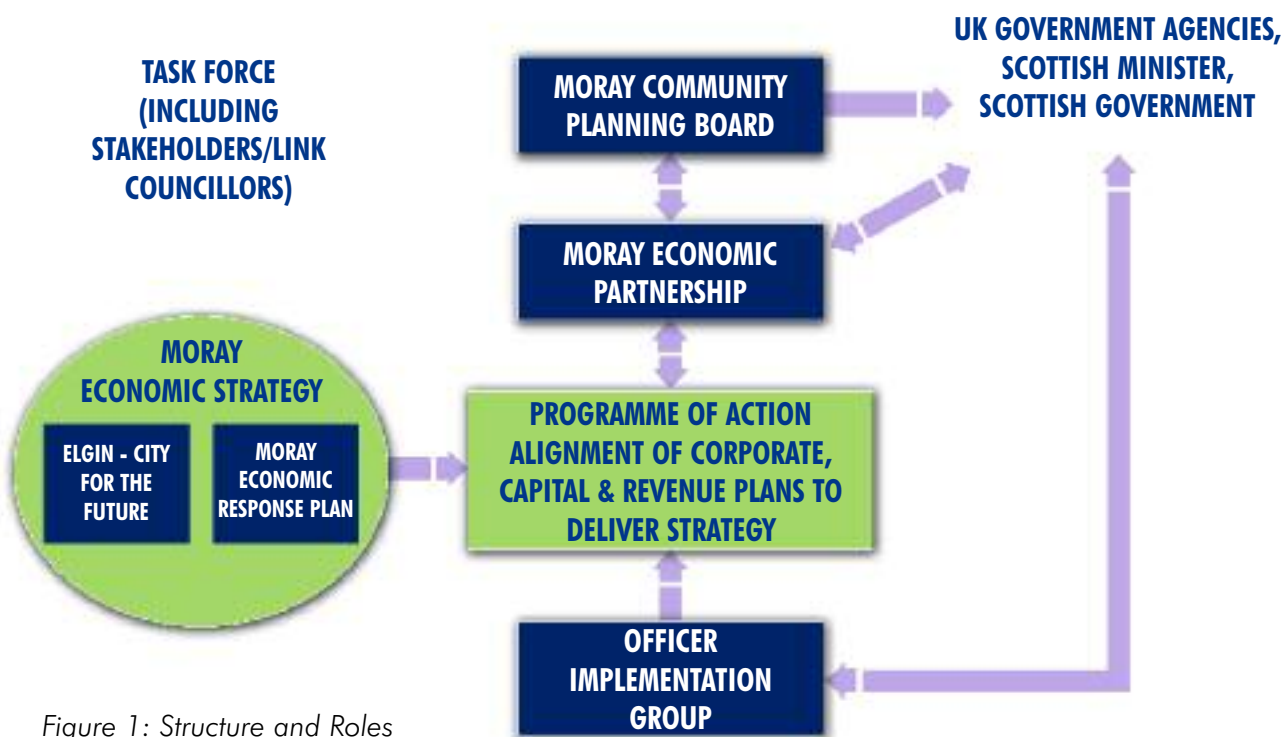 TASK FORCE
(INCLUDING
STAKEHOLDERS/LINK
COUNCILLORS)
MORAY COMMUNITY
PLANNING BOARD
UK GOVERNMENT AGENCIES,
SCOTTISH MINISTER,
SCOTTISH GOVERNMENT
MORAY ECONOMIC
PARTNERSHIP
MORAY
ECONOMIC STRATEGY
ELGIN - CITY
FOR THE
FUTURE
MORAY
ECONOMIC
RESPONSE PLAN
PROGRAMME OF ACTION
ALIGNMENT OF CORPORATE,
CAPITAL & REVENUE PLANS TO
DELIVER STRATEGY
OFFICER
IMPLEMENTATION
GROUP
Figure 1: Structure and Roles